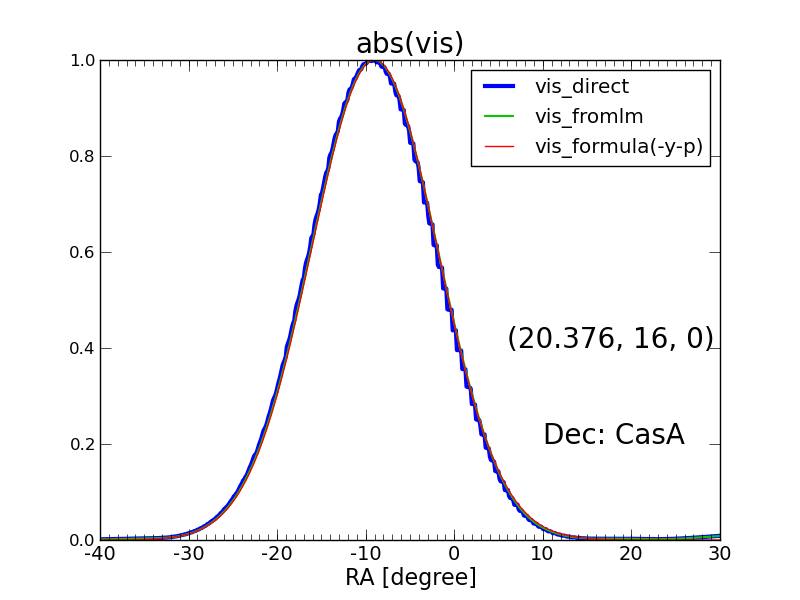 abs(vis)
1.0
0.8
0.6
0.4
0.2
0.0
vis_direct
vis_fromlm
vis_formula(-y-p)
(20.376, 16, 0)
Dec: CasA
-40 -30 -20 -10 0 10 20 30
RA [degree]